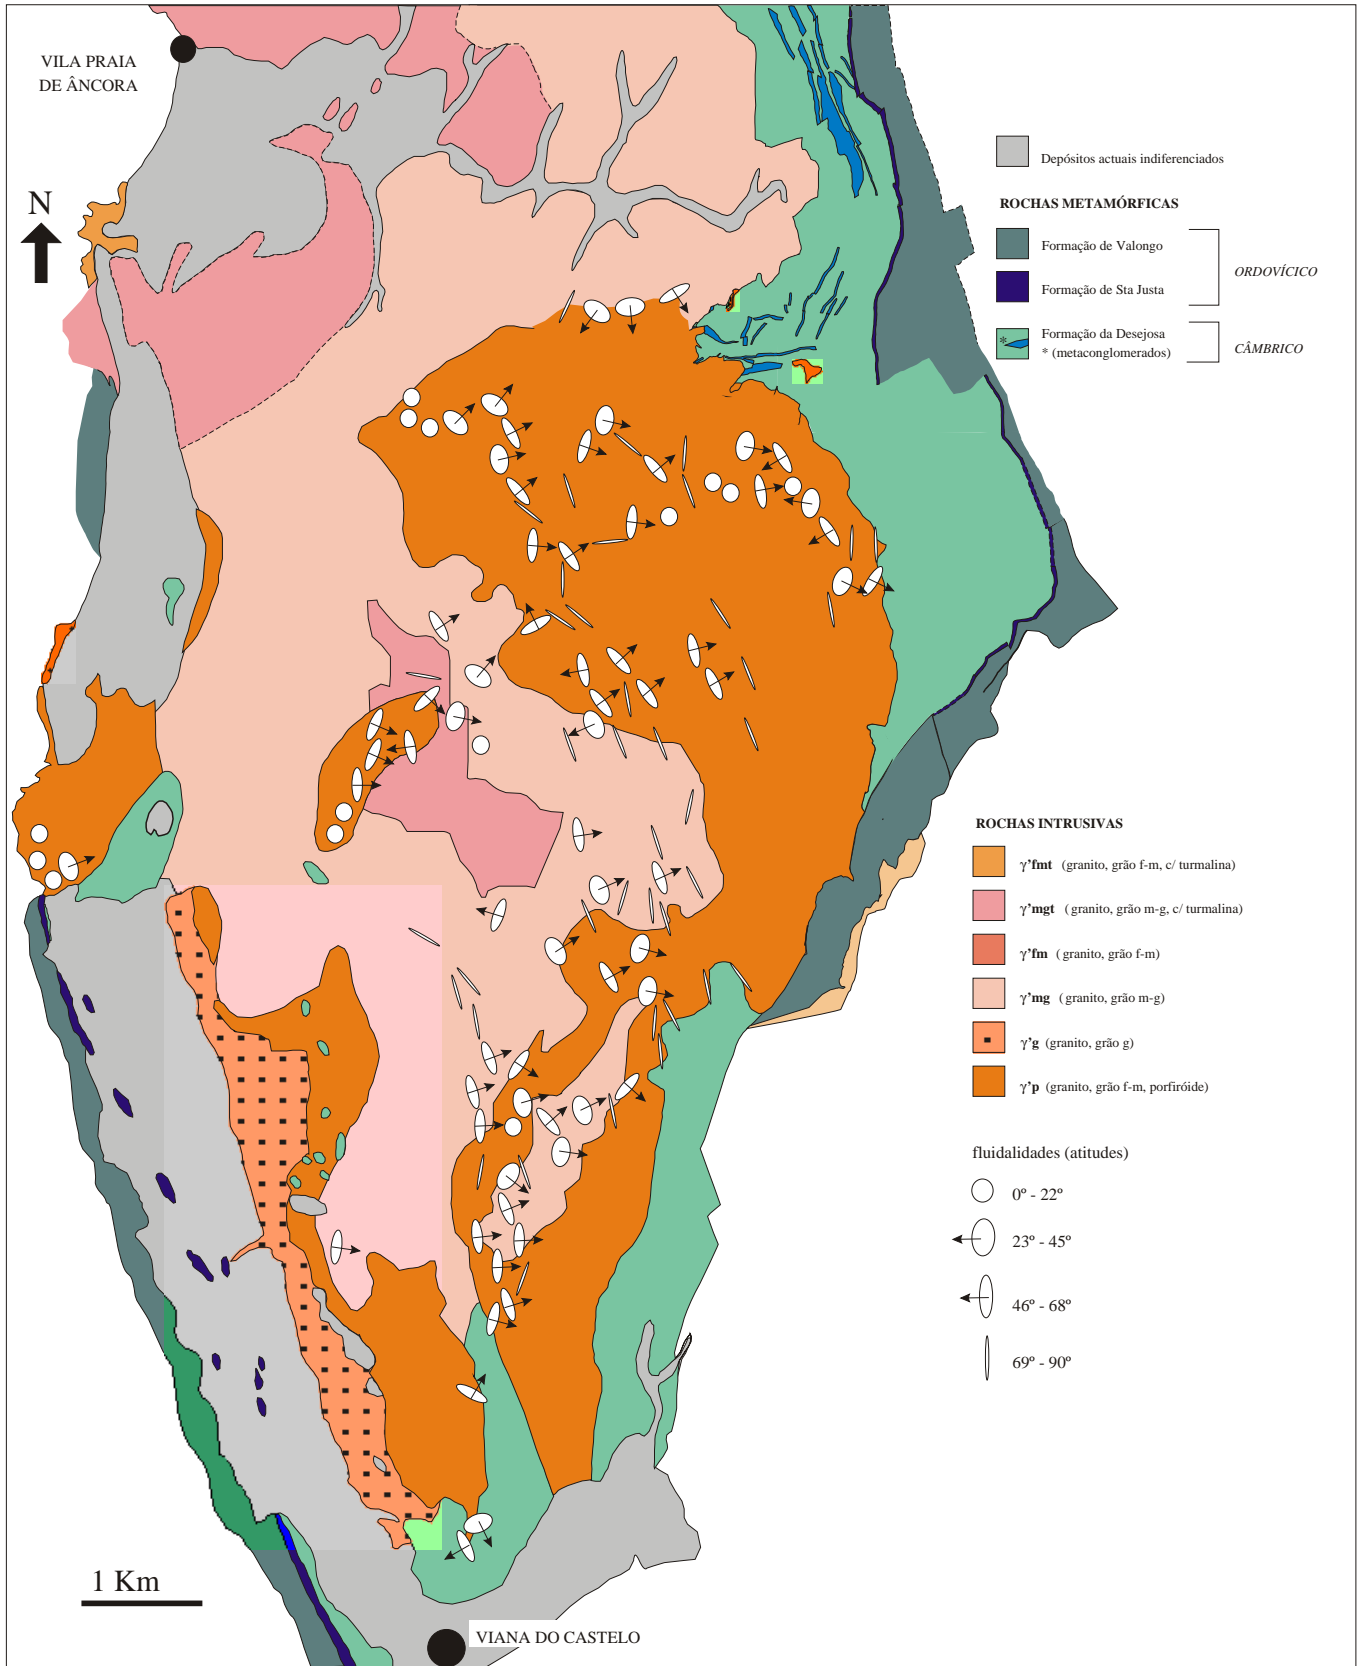 VILA PRAIA
DE ÂNCORA
N
Depósitos actuais indiferenciados
ROCHAS METAMÓRFICAS
Formação de Valongo
ORDOVÍCICO
Formação de Sta Justa
* Formação da Desejosa
* (metaconglomerados)
CÂMBRICO
ROCHAS INTRUSIVAS
γ'fmt (granito, grão f-m, c/ turmalina)
γ'mgt (granito, grão m-g, c/ turmalina)
γ'fm (granito, grão f-m)
γ'mg (granito, grão m-g)
γ'g (granito, grão g)
γ'p (granito, grão f-m, porfiróide)
fluidalidades (atitudes)
0º - 22º
23º - 45º
46º - 68º
69º - 90º
1 Km
VIANA DO CASTELO